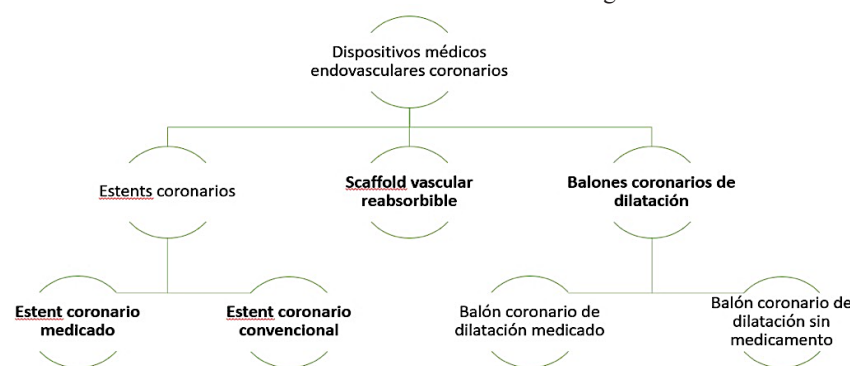 Dispositivos médicos
endovasculares coronarios
Estents coronarios
Scaffold vascular
reabsorbible
Balones coronarios de
dilatación
Estent coronario
medicado
Estent coronario
convencional
Balón coronario de
dilatación medicado
Balón coronario de
dilatación sin
medicamento